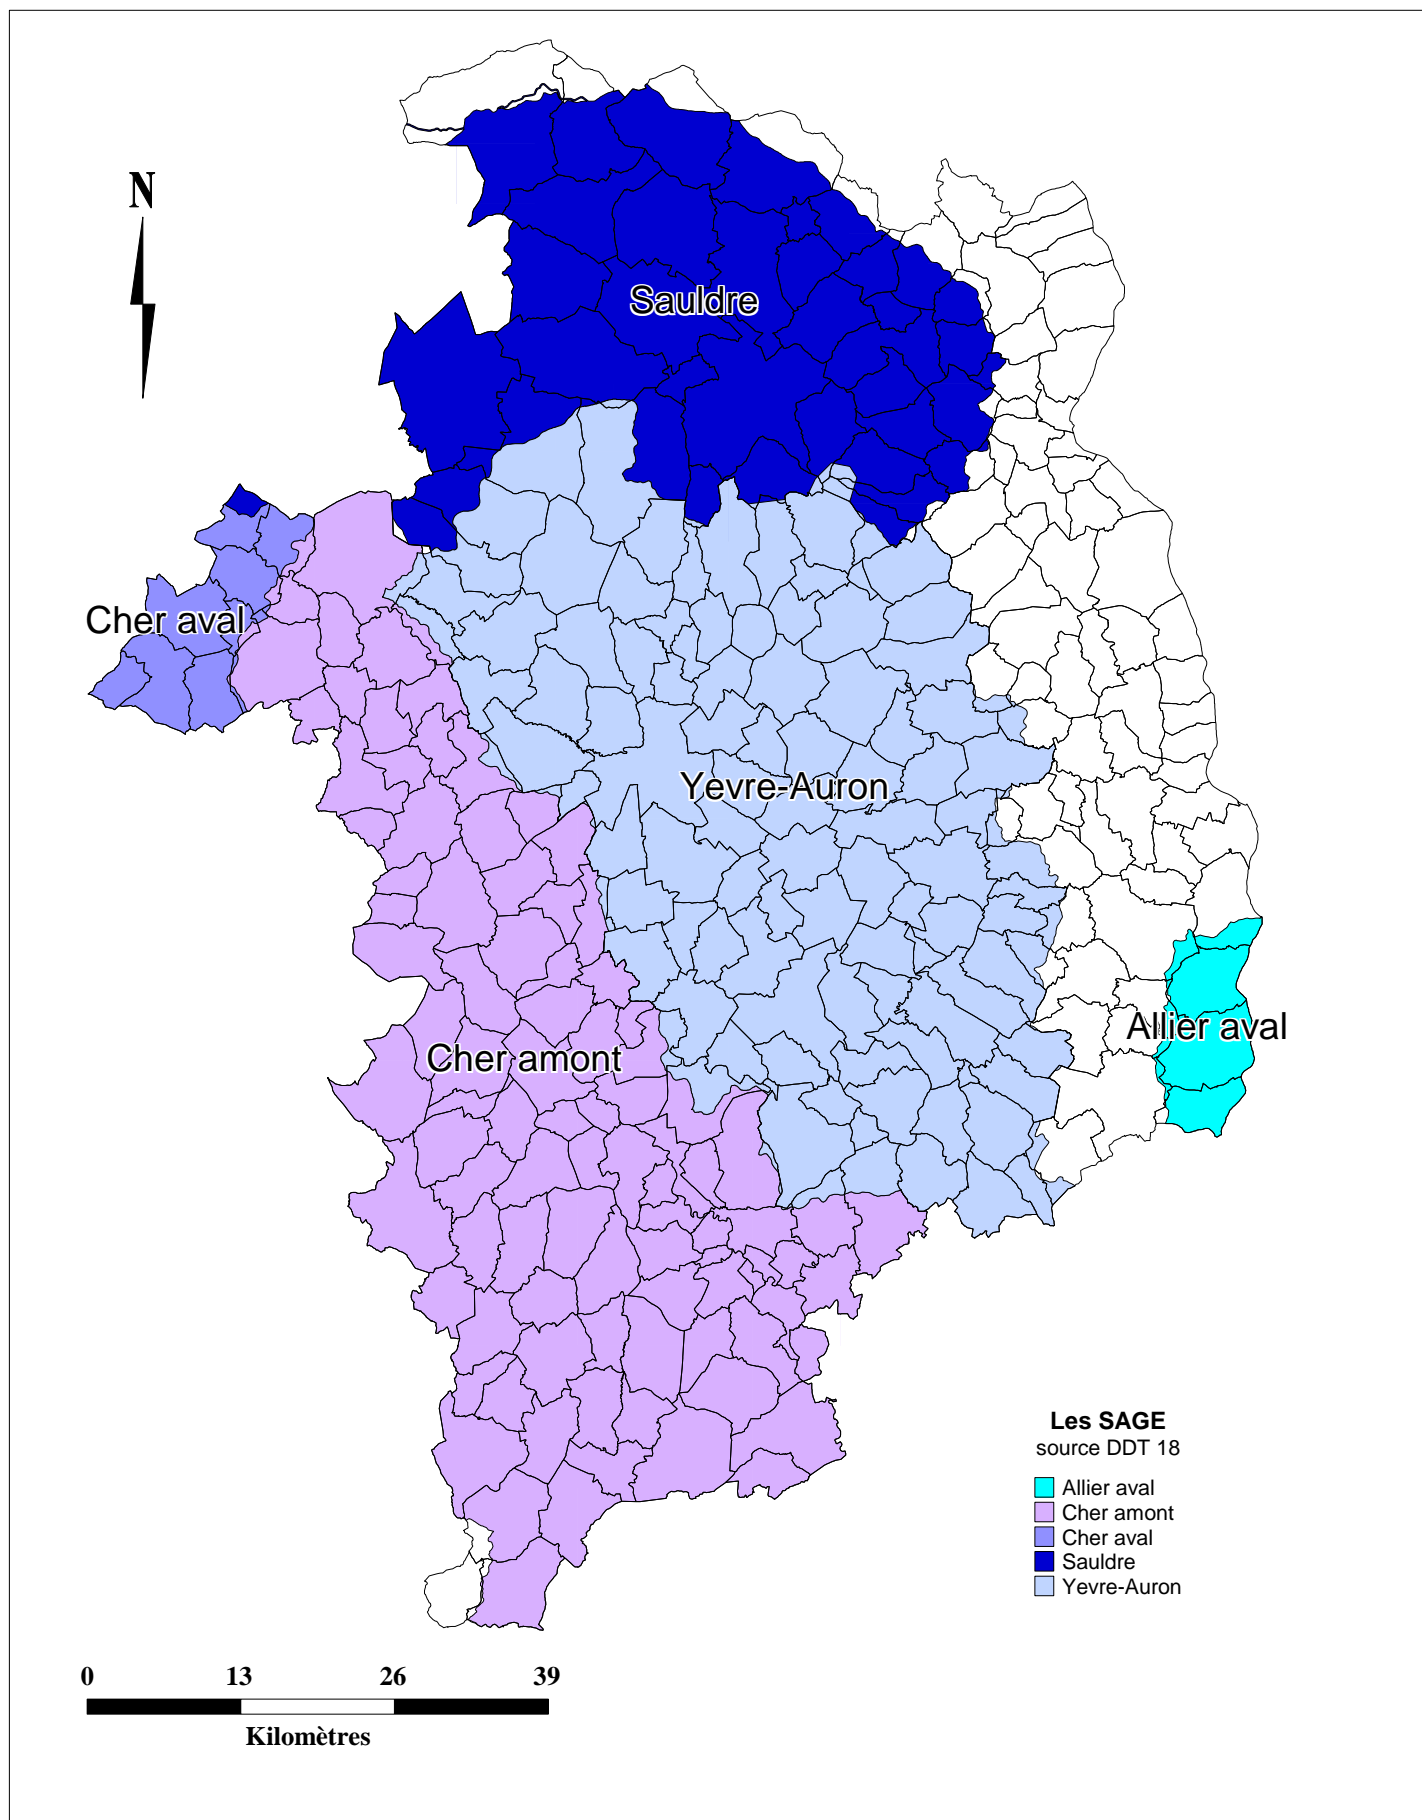 N
Sauldre
Cher aval
Yevre-Auron
Allier aval
Cher amont
Les SAGE
source DDT 18
Allier aval
Cher amont
Cher aval
Sauldre
Yevre-Auron
0 13 26 39
Kilomètres